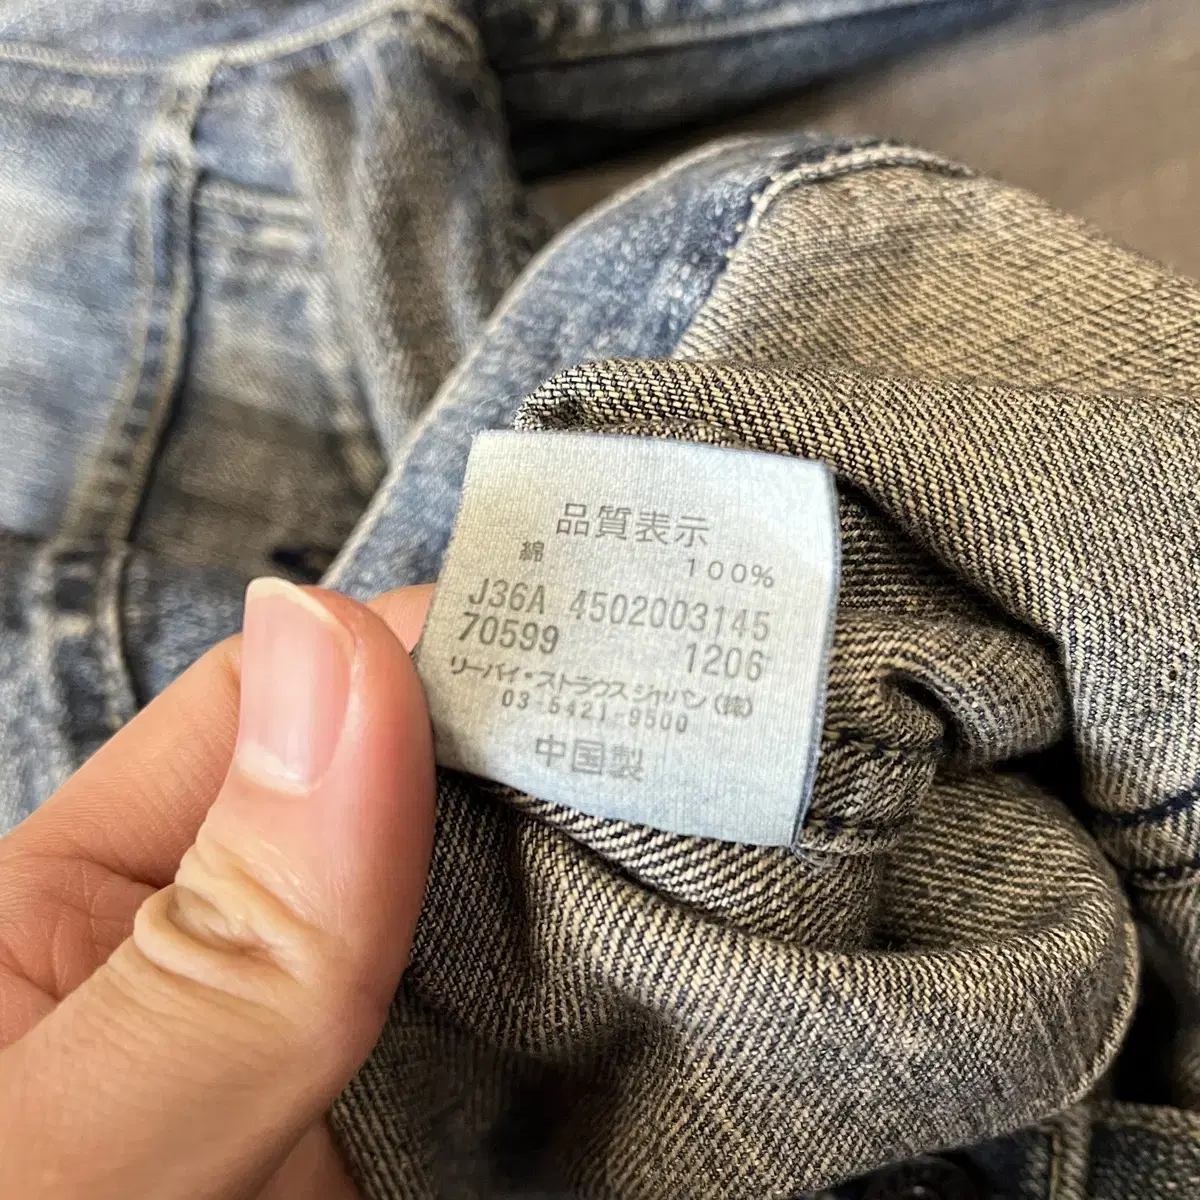 品質表示
綿 100%
J36A 4502003145
70599 1206
リーバイ・ストラウスジャパン(株)
03-5421-9500
中国製